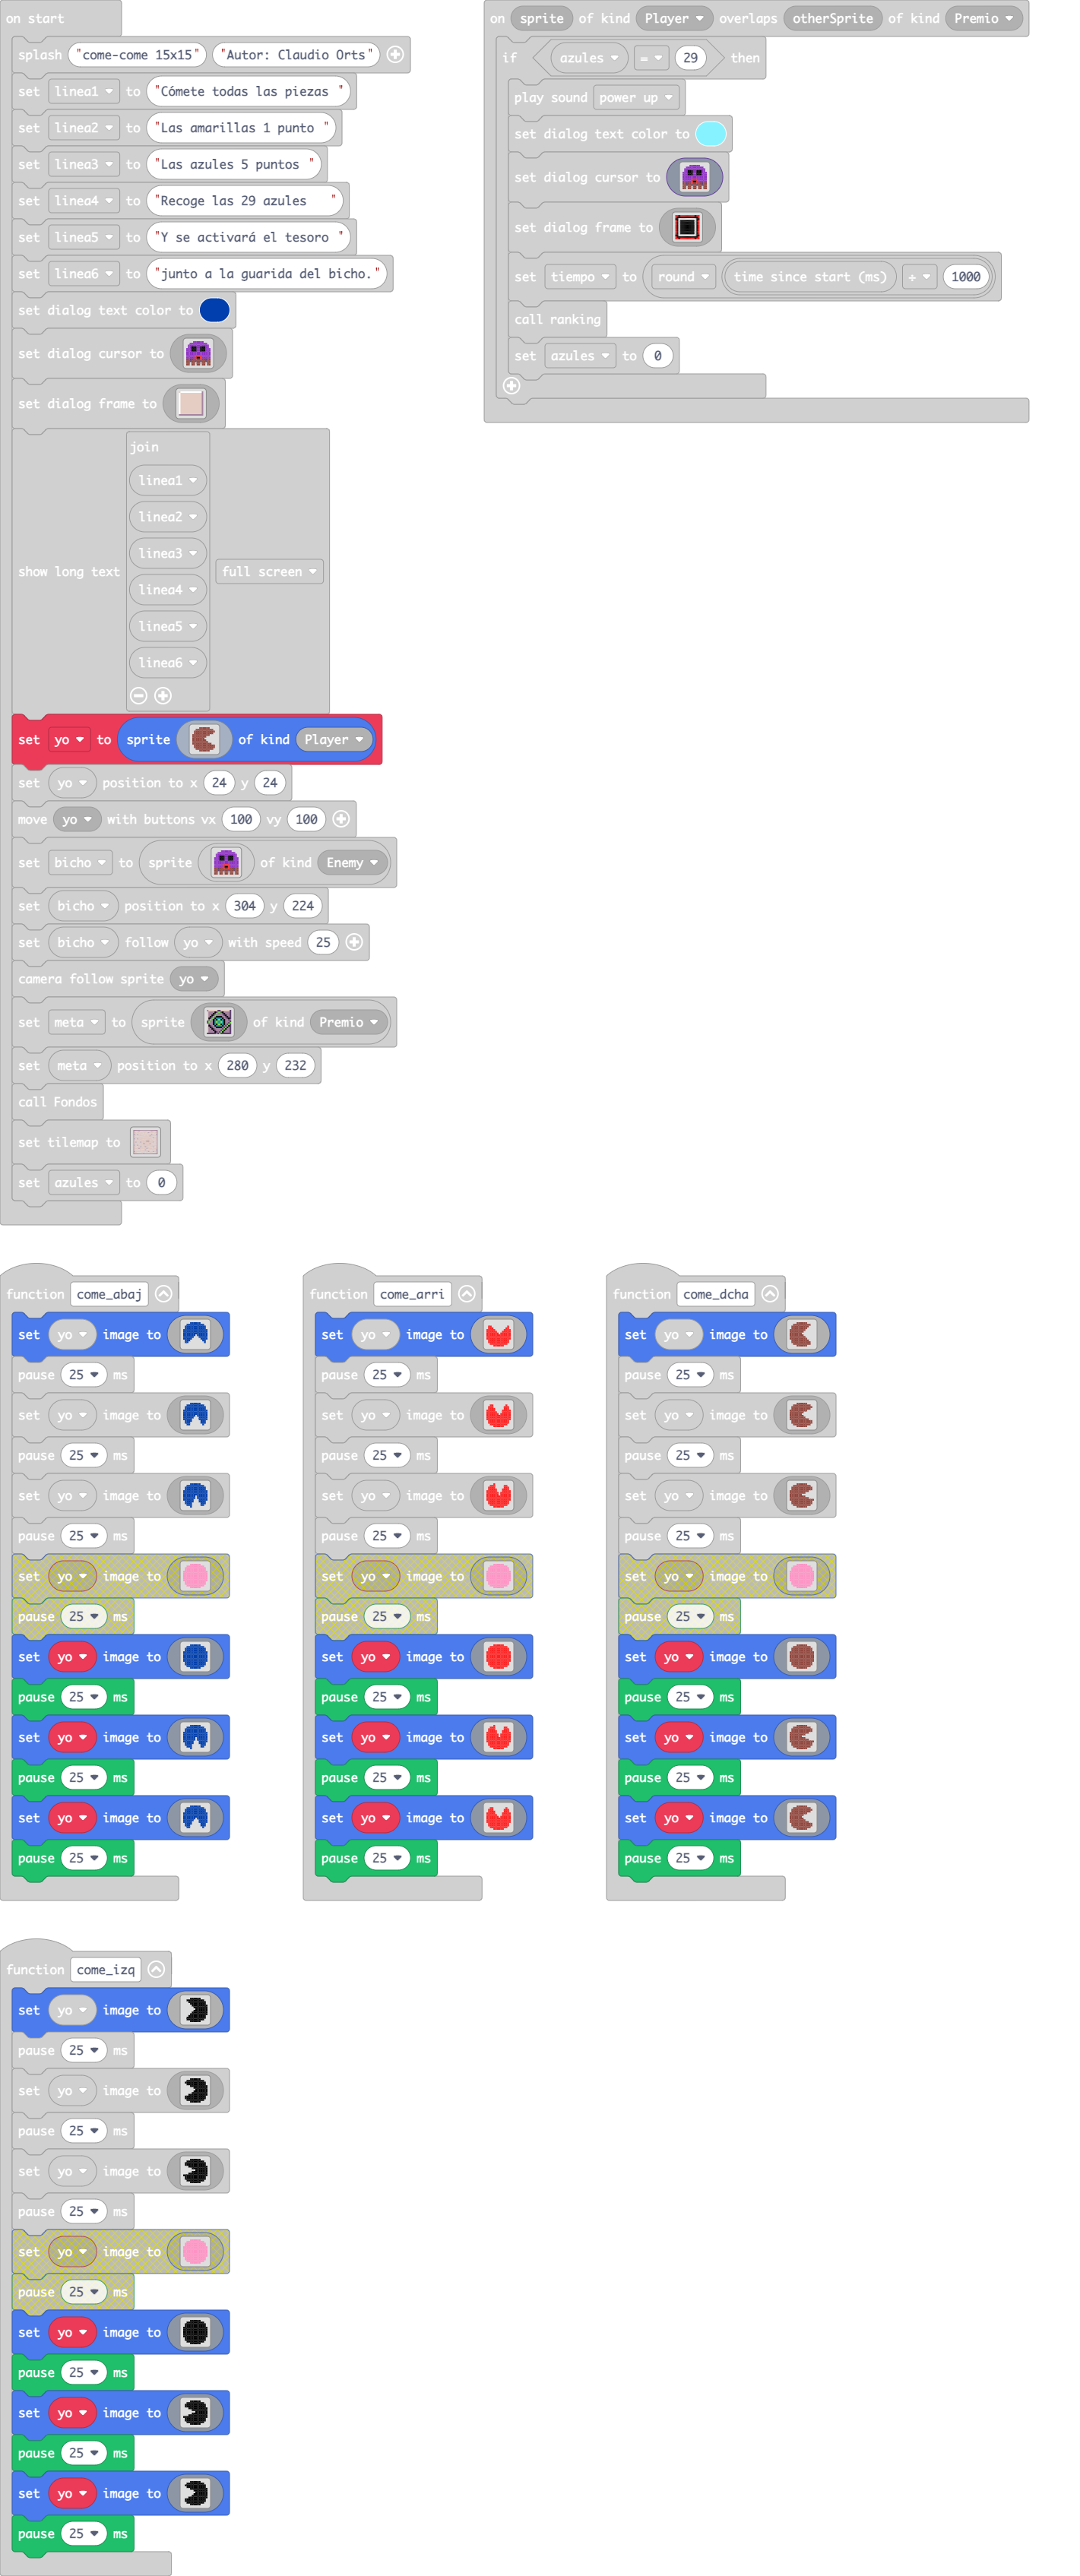 on start
splash "come-come 15x15" "Autor: Claudio Orts"
set linea1 to "Cómete todas las piezas "
set linea2 to "Las amarillas 1 punto "
set linea3 to "Las azules 5 puntos "
set linea4 to "Recoge las 29 azules "
set linea5 to "Y se activará el tesoro "
set linea6 to "junto a la guarida del bicho."
set dialog text color to
set dialog cursor to
set dialog frame to
show long text join linea1 linea2 linea3 linea4 linea5 linea6 full screen
set yo to sprite of kind Player
set yo position to x 24 y 24
move yo with buttons vx 100 vy 100
set bicho to sprite of kind Enemy
set bicho position to x 304 y 224
set bicho follow yo with speed 25
camera follow sprite yo
set meta to sprite of kind Premio
set meta position to x 280 y 232
call Fondos
set tilemap to
set azules to 0
on sprite of kind Player overlaps otherSprite of kind Premio
if azules = 29 then
play sound power up
set dialog text color to
set dialog cursor to
set dialog frame to
set tiempo to round time since start (ms) ÷ 1000
call ranking
set azules to 0
function come_abaj
set yo image to
pause 25 ms
set yo image to
pause 25 ms
set yo image to
pause 25 ms
set yo image to
pause 25 ms
set yo image to
pause 25 ms
set yo image to
pause 25 ms
set yo image to
pause 25 ms
function come_arri
set yo image to
pause 25 ms
set yo image to
pause 25 ms
set yo image to
pause 25 ms
set yo image to
pause 25 ms
set yo image to
pause 25 ms
set yo image to
pause 25 ms
set yo image to
pause 25 ms
function come_dcha
set yo image to
pause 25 ms
set yo image to
pause 25 ms
set yo image to
pause 25 ms
set yo image to
pause 25 ms
set yo image to
pause 25 ms
set yo image to
pause 25 ms
set yo image to
pause 25 ms
function come_izq
set yo image to
pause 25 ms
set yo image to
pause 25 ms
set yo image to
pause 25 ms
set yo image to
pause 25 ms
set yo image to
pause 25 ms
set yo image to
pause 25 ms
set yo image to
pause 25 ms